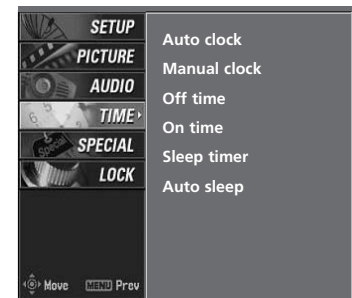 SETUP
PICTURE
AUDIO
TIME
SPECIAL
LOCK
Move MENU Prev
Auto clock
Manual clock
Off time
On time
Sleep timer
Auto sleep